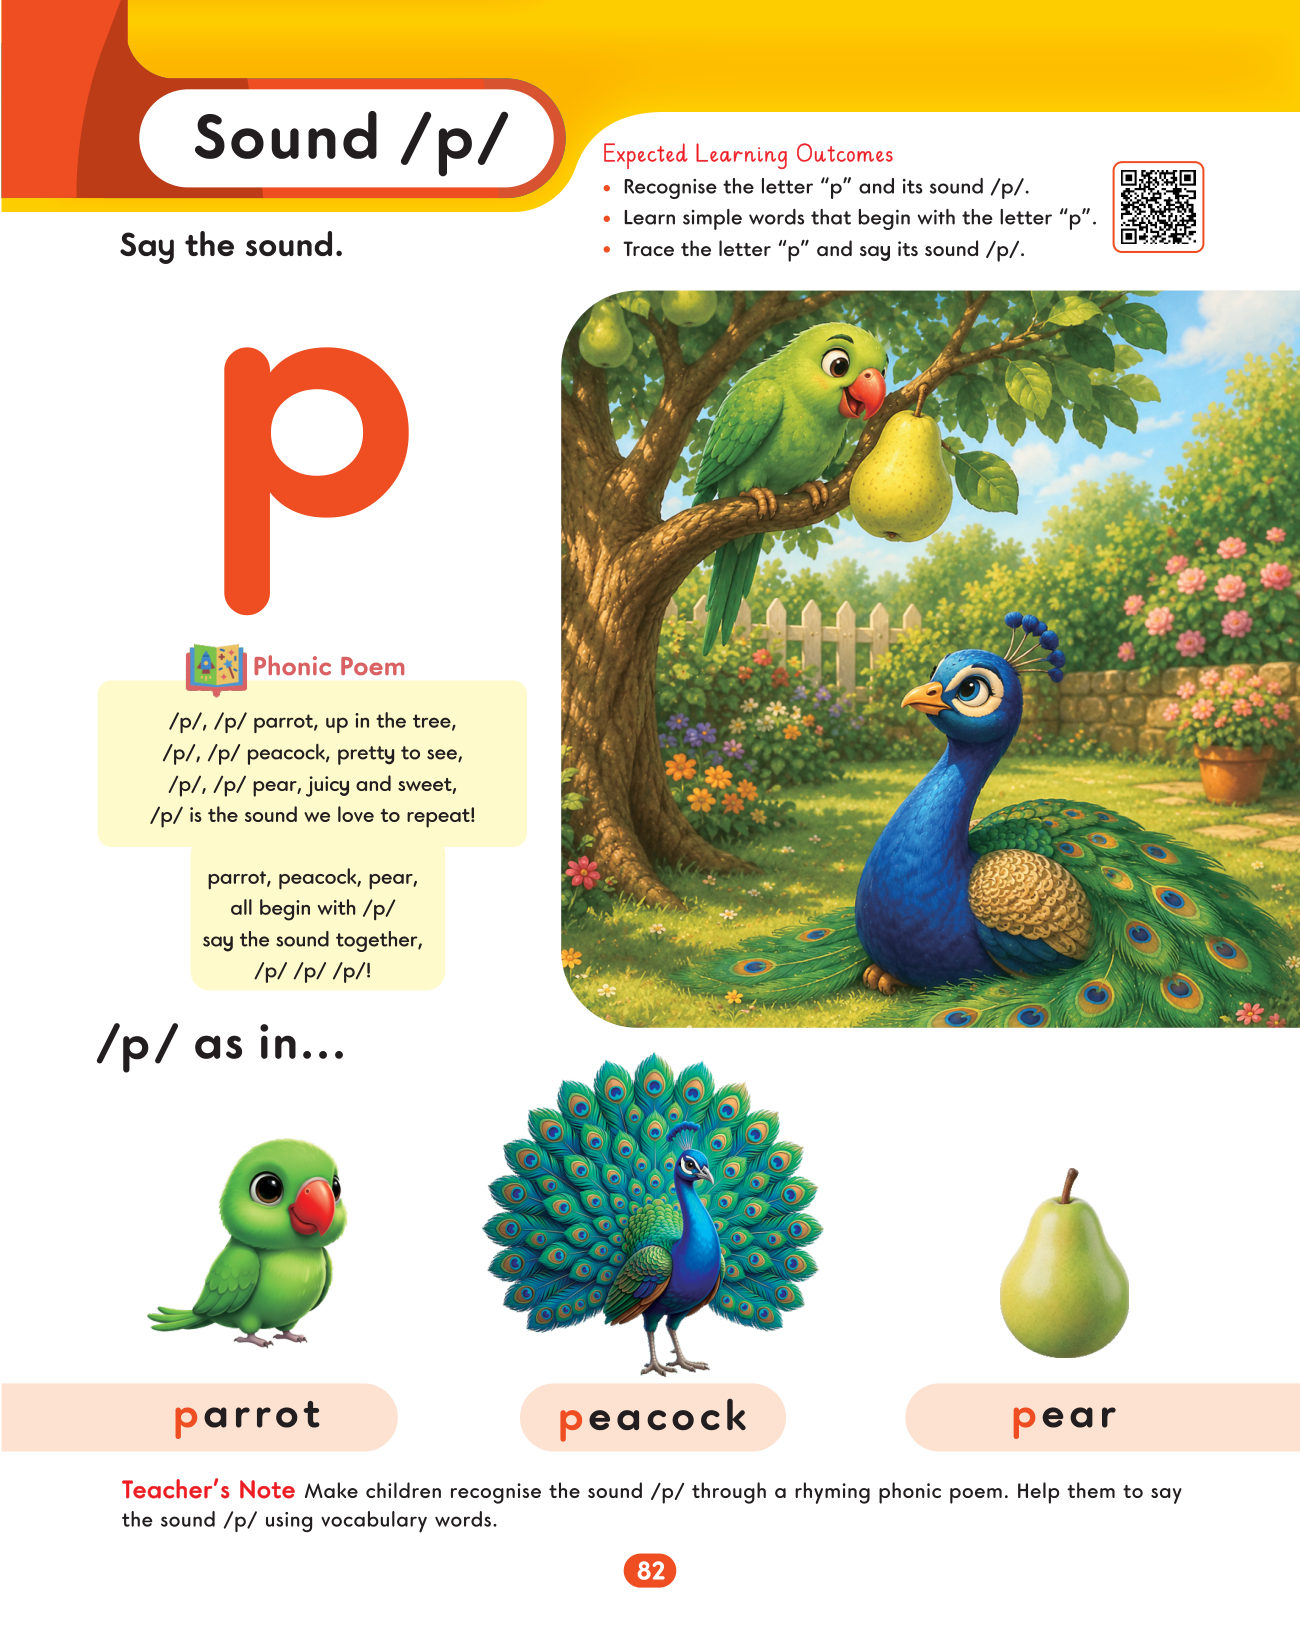 Sound /p/
Expected Learning Outcomes
• Recognise the letter “p” and its sound /p/.
• Learn simple words that begin with the letter “p”.
• Trace the letter “p” and say its sound /p/.
Say the sound.
p
Phonic Poem
/p/, /p/ parrot, up in the tree,
/p/, /p/ peacock, pretty to see,
/p/, /p/ pear, juicy and sweet,
/p/ is the sound we love to repeat!
parrot, peacock, pear,
all begin with /p/
say the sound together,
/p/ /p/ /p/!
/p/ as in...
parrot
peacock
pear
Teacher’s Note Make children recognise the sound /p/ through a rhyming phonic poem. Help them to say
the sound /p/ using vocabulary words.
82